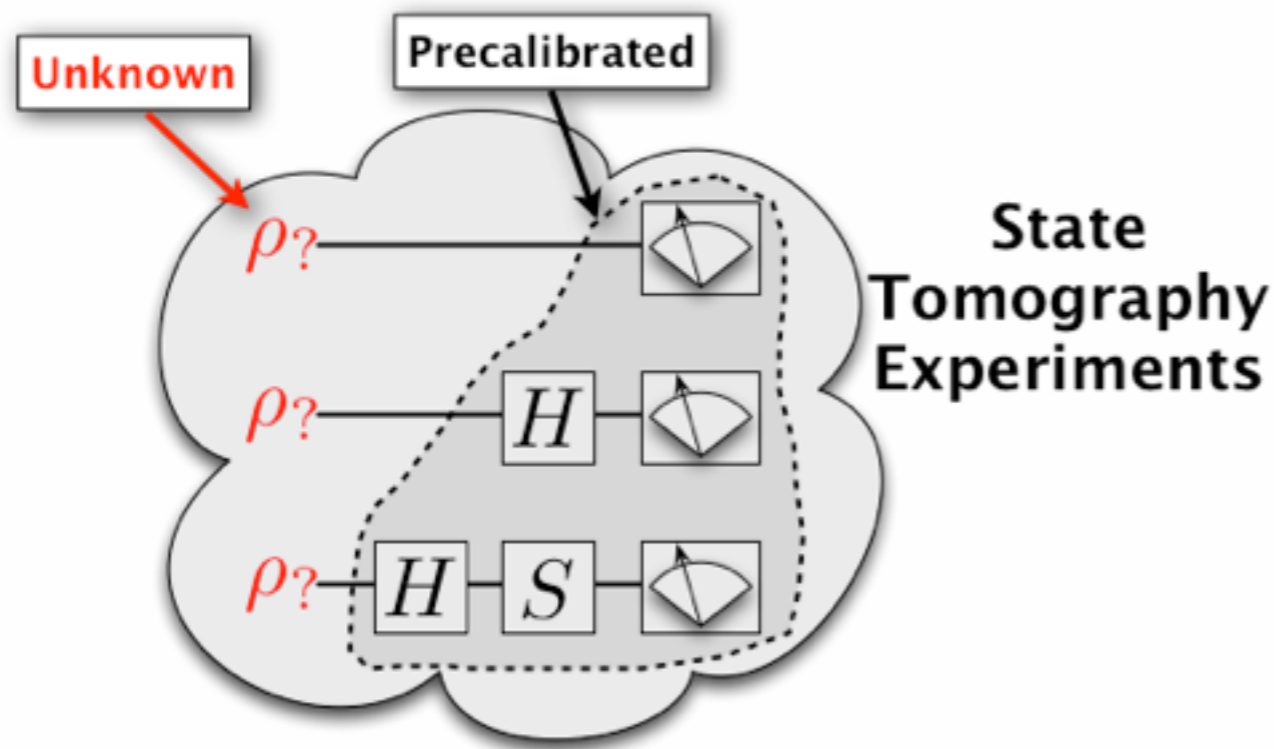 Unknown
Precalibrated
State
Tomography
Experiments
ρ?
ρ?
H
ρ?
H S